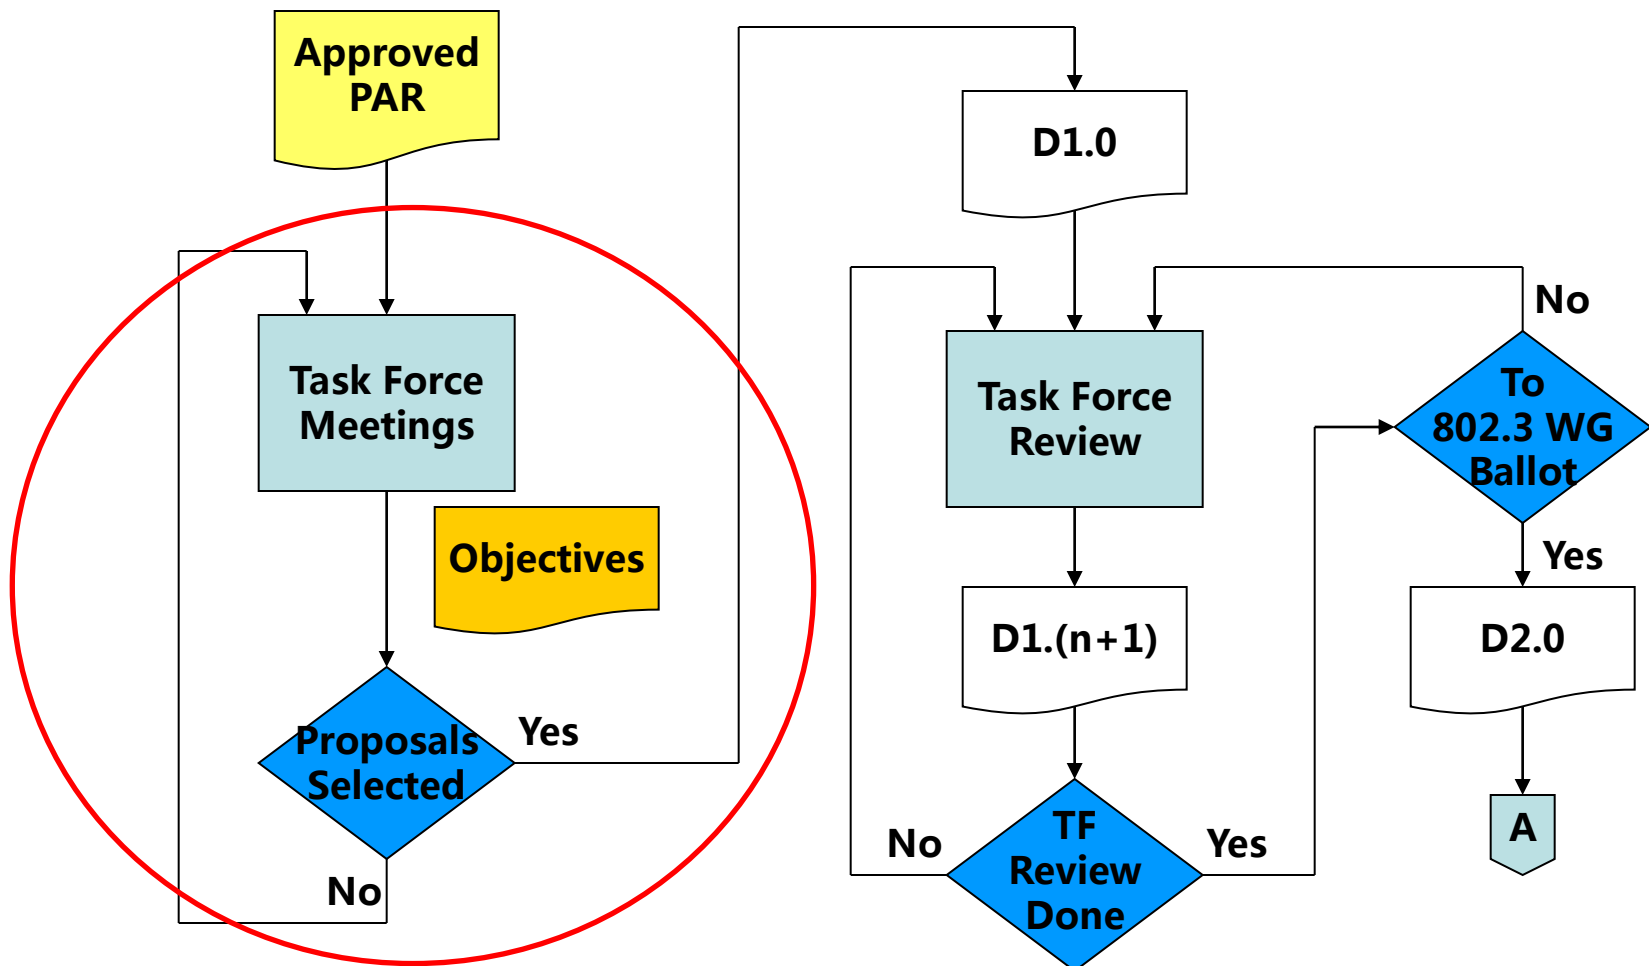 Approved
PAR
Task Force
Meetings
Objectives
Proposals
Selected
Yes
No
D1.0
Task Force
Review
D1.(n+1)
TF
Review
Done
No
Yes
To
802.3 WG
Ballot
No
Yes
D2.0
A